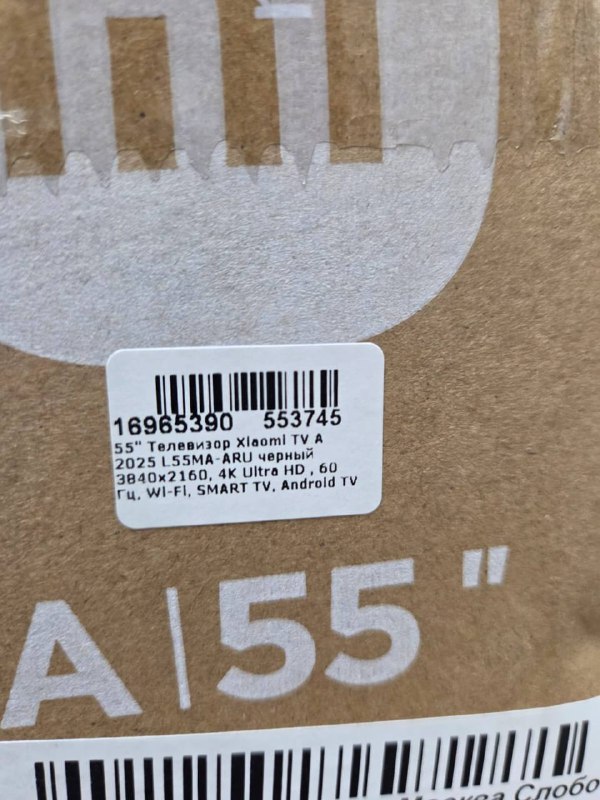 mi
16965390 553745
55" Телевизор Xiaomi TV A
2025 L55MA-ARU черный
3840x2160, 4K Ultra HD , 60
Гц, Wi-Fi, SMART TV, Android TV
A | 55 "